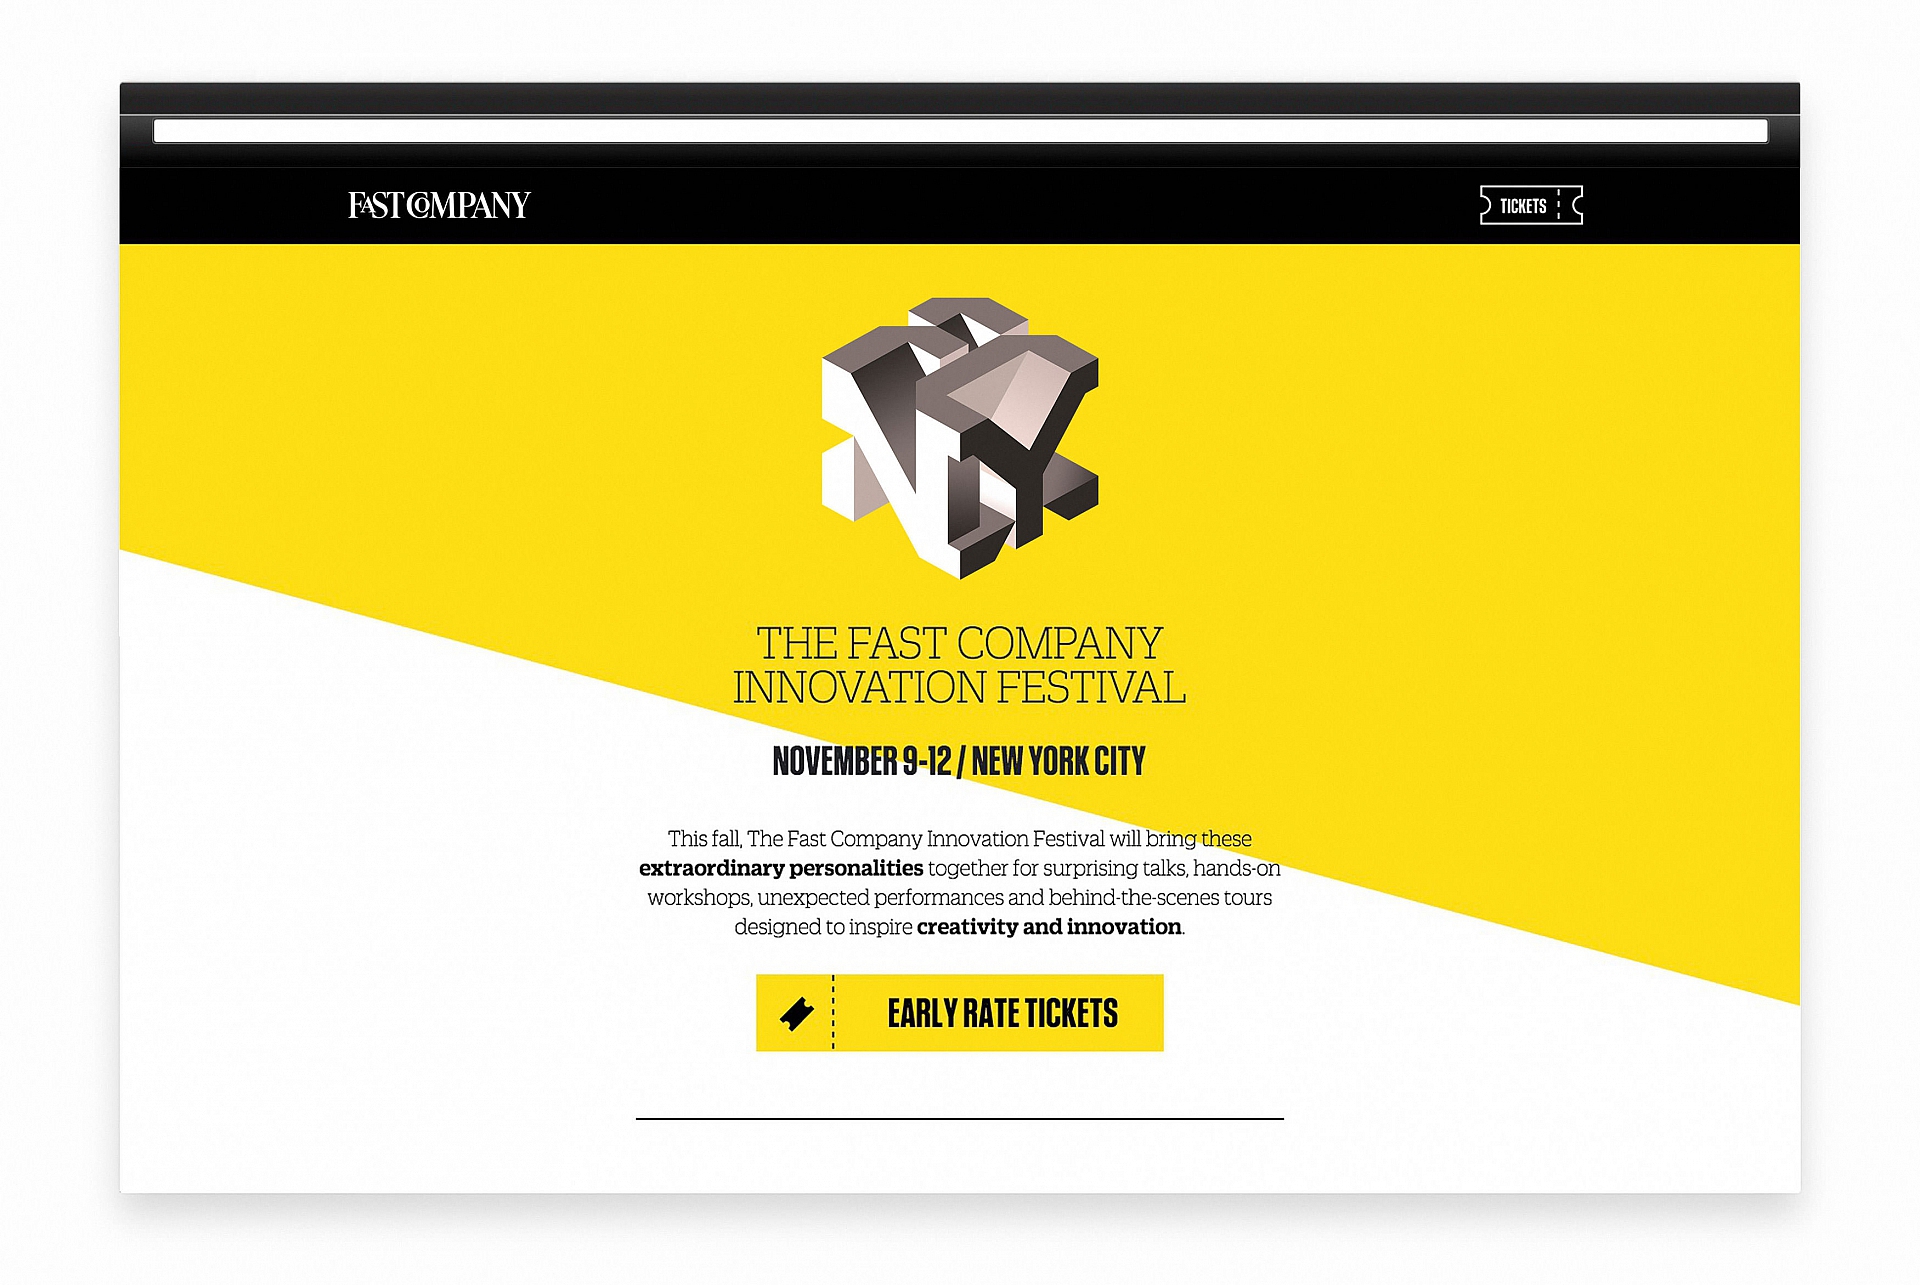 FAST COMPANY
TICKETS
NY
THE FAST COMPANY
INNOVATION FESTIVAL
NOVEMBER 9-12 / NEW YORK CITY
This fall, The Fast Company Innovation Festival will bring these
extraordinary personalities together for surprising talks, hands-on
workshops, unexpected performances and behind-the-scenes tours
designed to inspire creativity and innovation.
EARLY RATE TICKETS